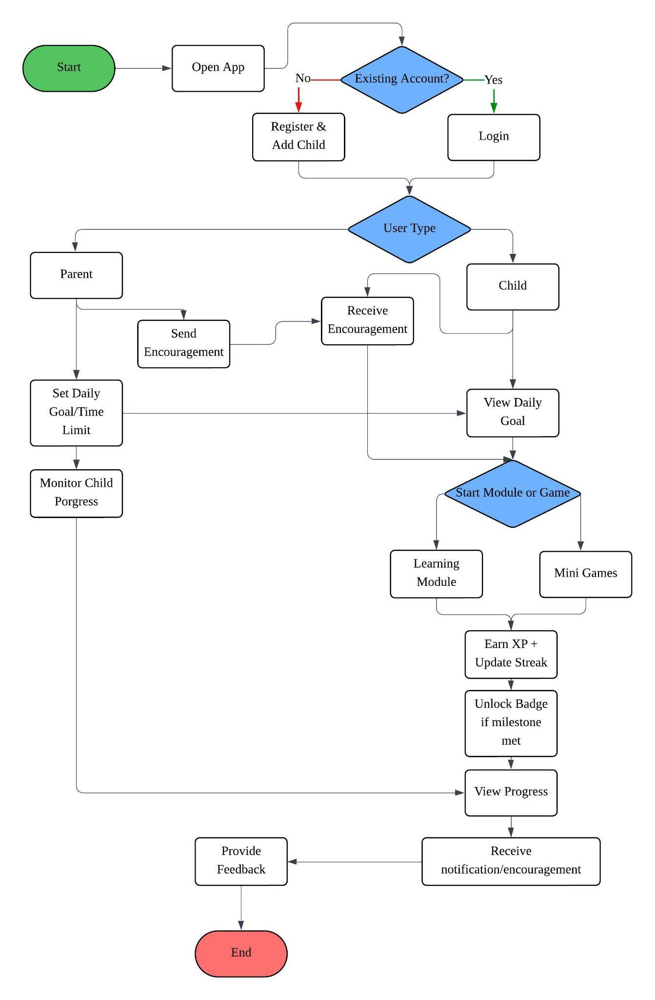 Start
Open App
Existing Account?
No
Yes
Register &
Add Child
Login
User Type
Parent
Child
Receive
Encouragement
Send
Encouragement
Set Daily
Goal/Time
Limit
View Daily
Goal
Monitor Child
Porgress
Start Module or Game
Learning
Module
Mini Games
Earn XP +
Update Streak
Unlock Badge
if milestone
met
View Progress
Provide
Feedback
Receive
notification/encouragement
End